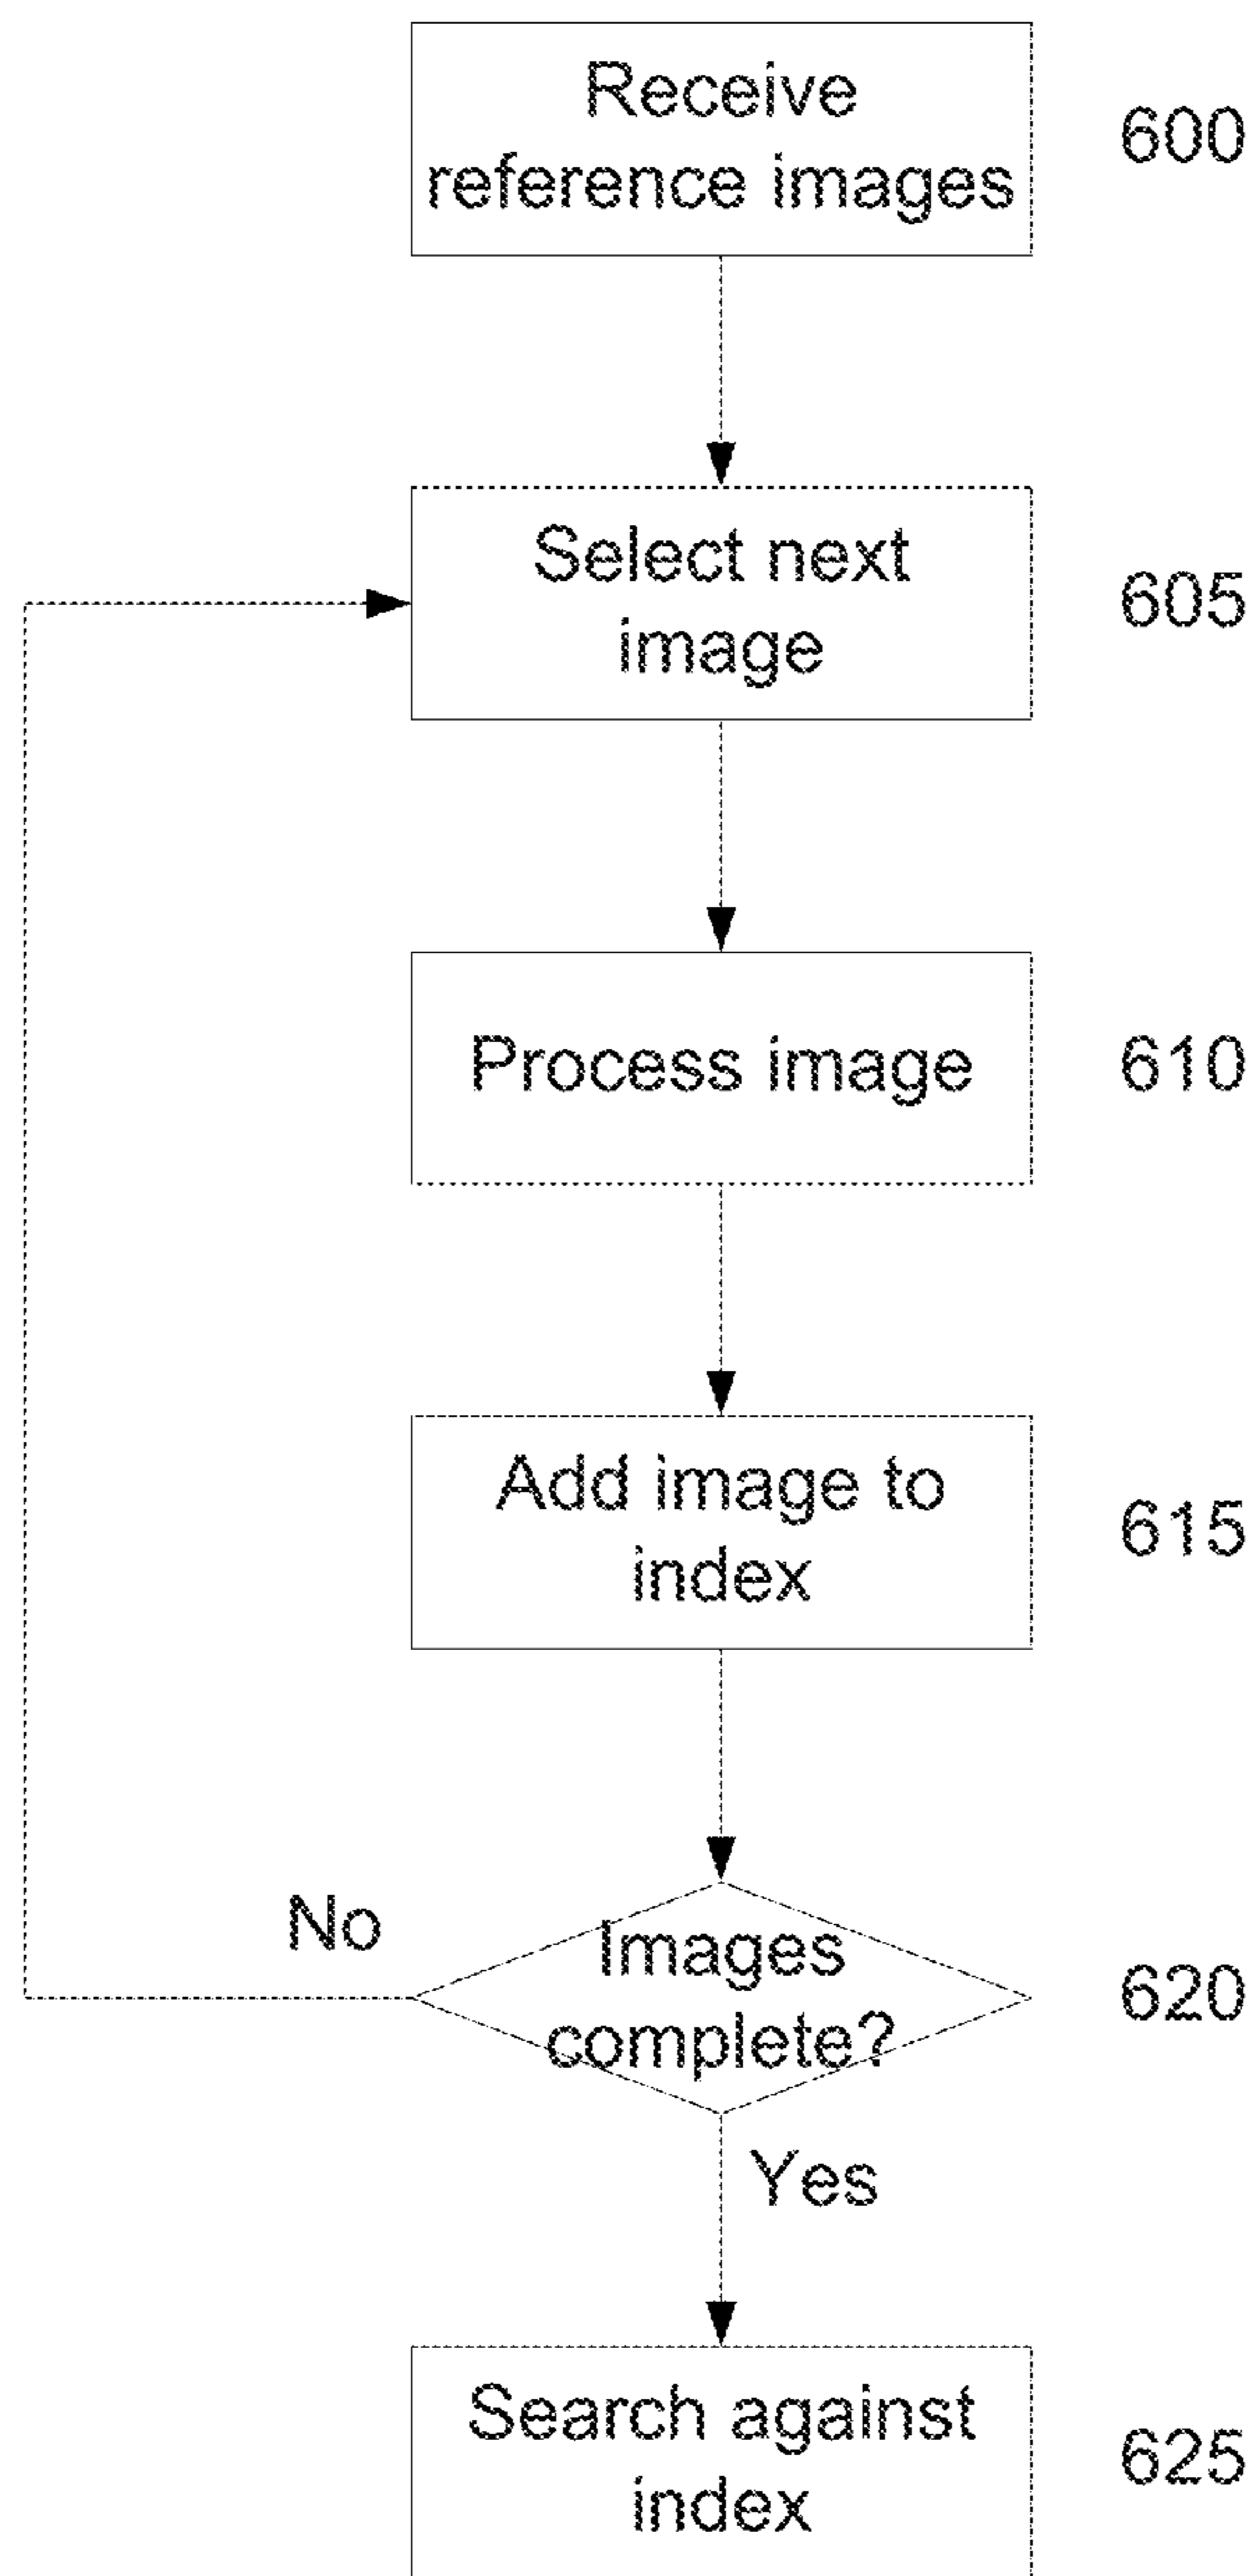 Receive
reference images
600
Select next
image
605
Process image
610
Add image to
index
615
No
Images
complete?
620
Yes
Search against
index
625